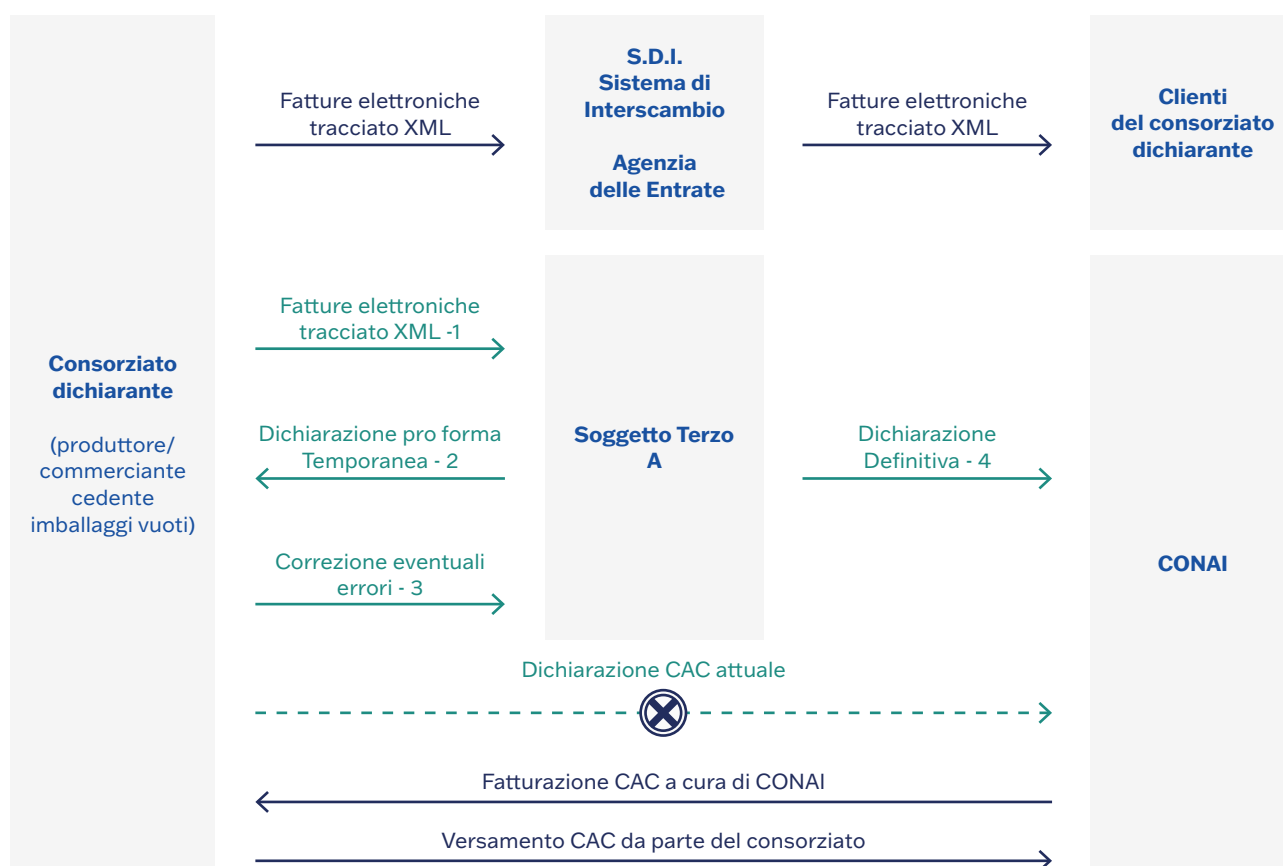 Fatture elettroniche
tracciato XML
S.D.I.
Sistema di
Interscambio
Agenzia
delle Entrate
Fatture elettroniche
tracciato XML
Clienti
del consorziato
dichiarante
Consorziato
dichiarante
(produttore/
commerciante
cedente
imballaggi vuoti)
Fatture elettroniche
tracciato XML -1
Dichiarazione pro forma
Temporanea - 2
Correzione eventuali
errori - 3
Soggetto Terzo
A
Dichiarazione
Definitiva - 4
CONAI
Dichiarazione CAC attuale
Fatturazione CAC a cura di CONAI
Versamento CAC da parte del consorziato